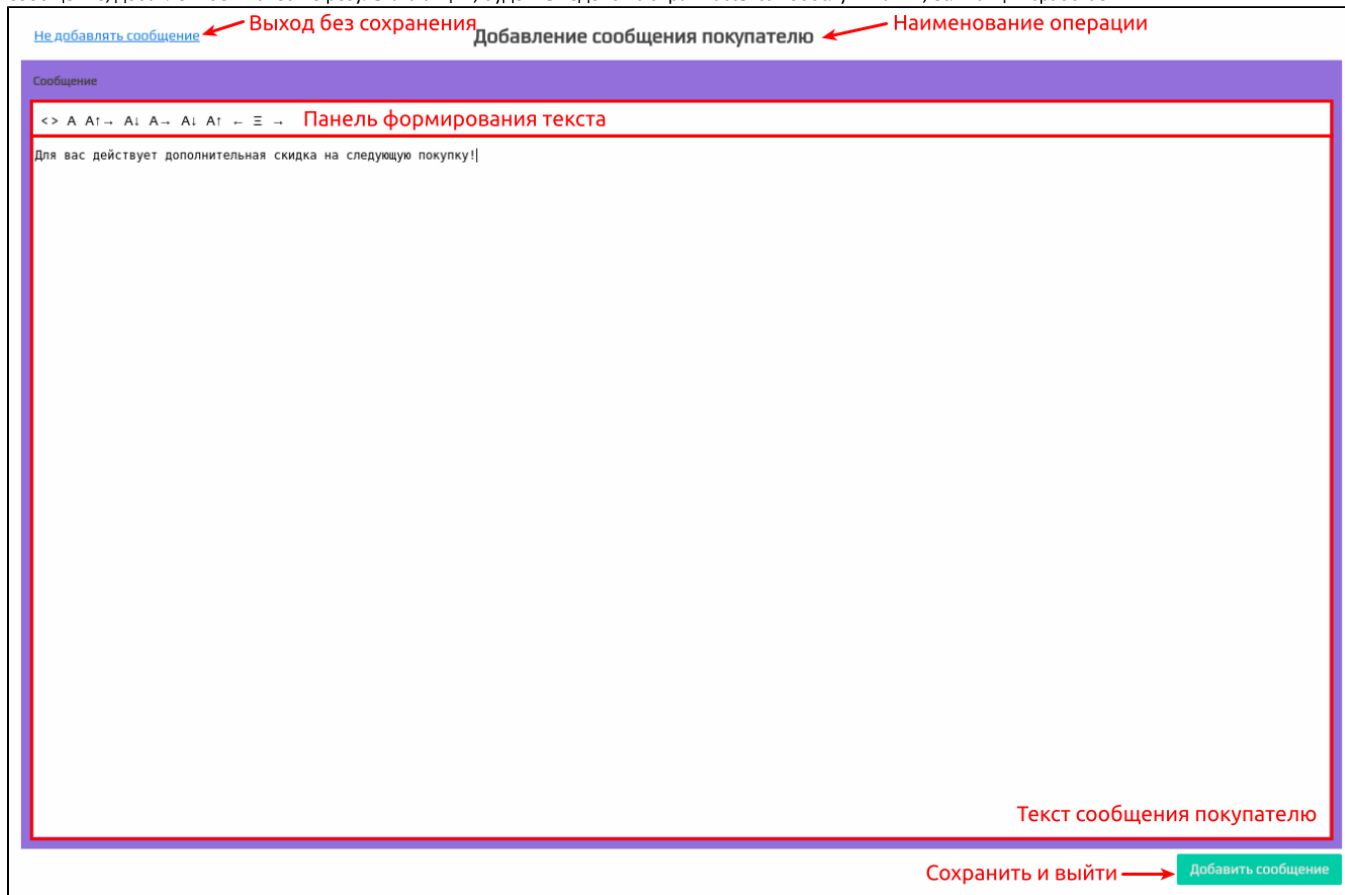 Не добавлять сообщение Выход без сохранения Добавление сообщения покупателю Наименование операции
Сообщение
<> A A↑→ A↓ A→ A↓ A↑ ← Ξ → Панель формирования текста
Для вас действует дополнительная скидка на следующую покупку!
Текст сообщения покупателю
Сохранить и выйти Добавить сообщение